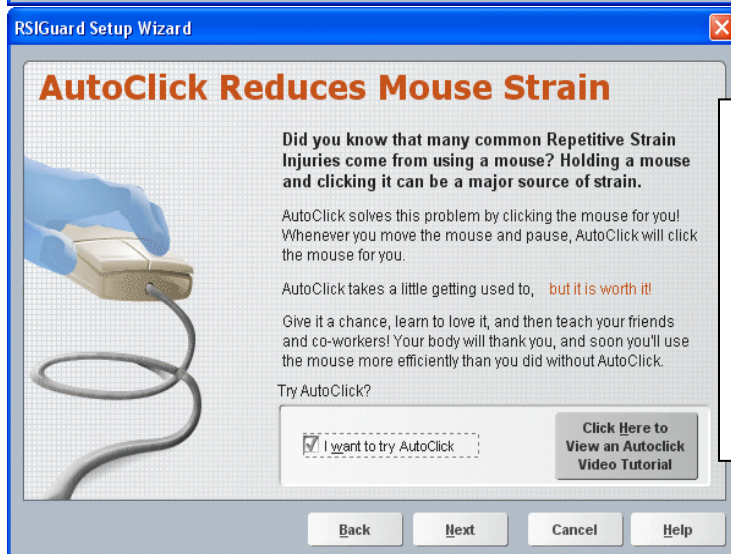 RSIGuard Setup Wizard
AutoClick Reduces Mouse Strain
Did you know that many common Repetitive Strain
Injuries come from using a mouse? Holding a mouse
and clicking it can be a major source of strain.
AutoClick solves this problem by clicking the mouse for you!
Whenever you move the mouse and pause, AutoClick will click
the mouse for you.
AutoClick takes a little getting used to, but it is worth it!
Give it a chance, learn to love it, and then teach your friends
and co-workers! Your body will thank you, and soon you'll use
the mouse more efficiently than you did without AutoClick.
Try AutoClick?
I want to try AutoClick
Click Here to
View an Autoclick
Video Tutorial
Back Next Cancel Help